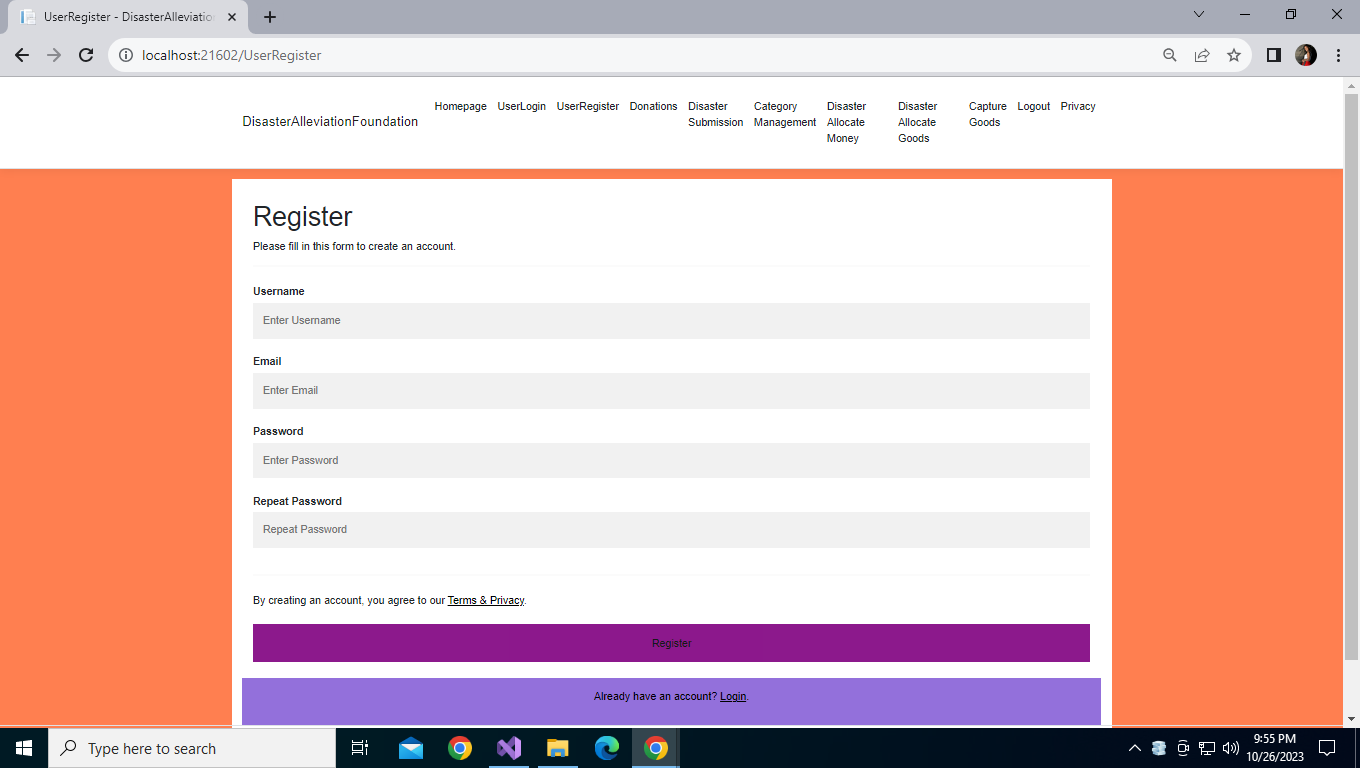 UserRegister - DisasterAlleviation
localhost:21602/UserRegister
DisasterAlleviationFoundation
Homepage
UserLogin
UserRegister
Donations
Disaster
Submission
Category
Management
Disaster
Allocate
Money
Disaster
Allocate
Goods
Capture
Goods
Logout
Privacy
Register
Please fill in this form to create an account.
Username
Enter Username
Email
Enter Email
Password
Enter Password
Repeat Password
Repeat Password
By creating an account, you agree to our Terms & Privacy.
Register
Already have an account? Login.
Type here to search
9:55 PM
10/26/2023